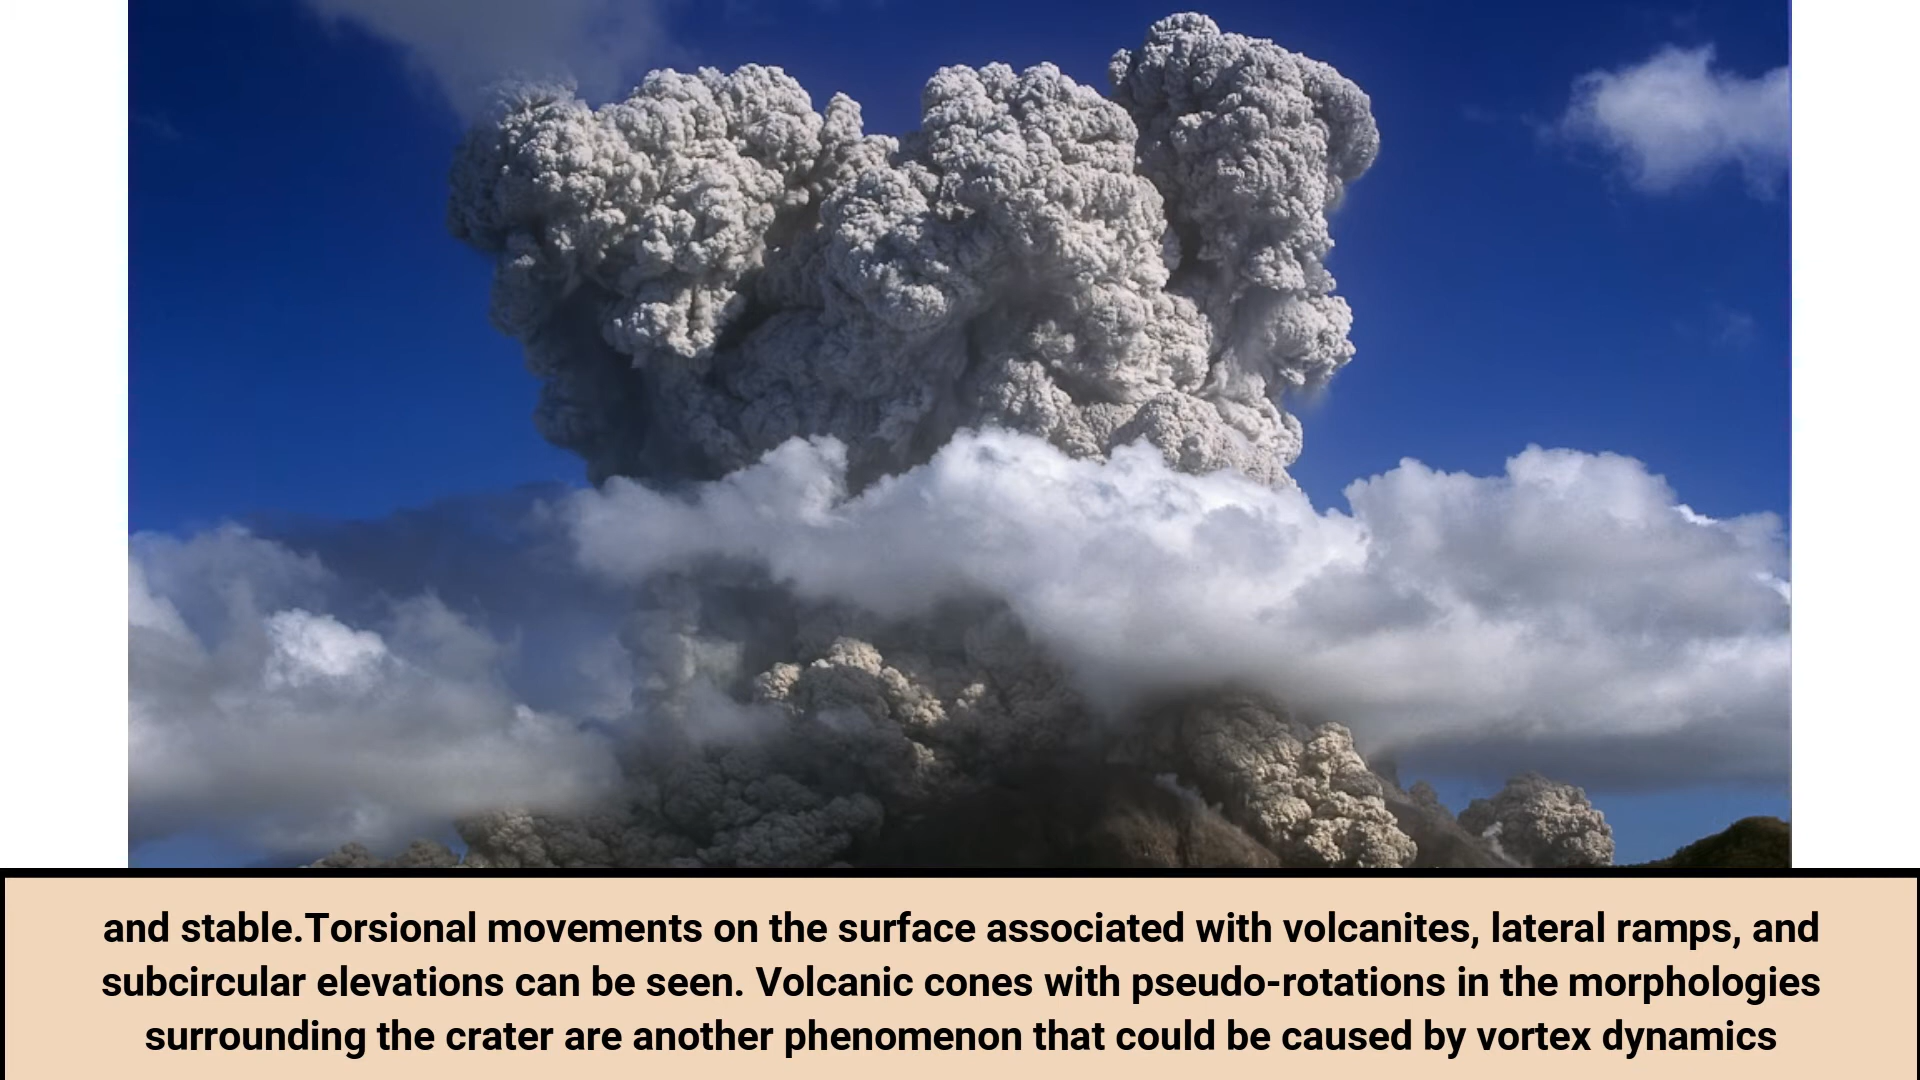 and stable.Torsional movements on the surface associated with volcanites, lateral ramps, and
subcircular elevations can be seen. Volcanic cones with pseudo-rotations in the morphologies
surrounding the crater are another phenomenon that could be caused by vortex dynamics